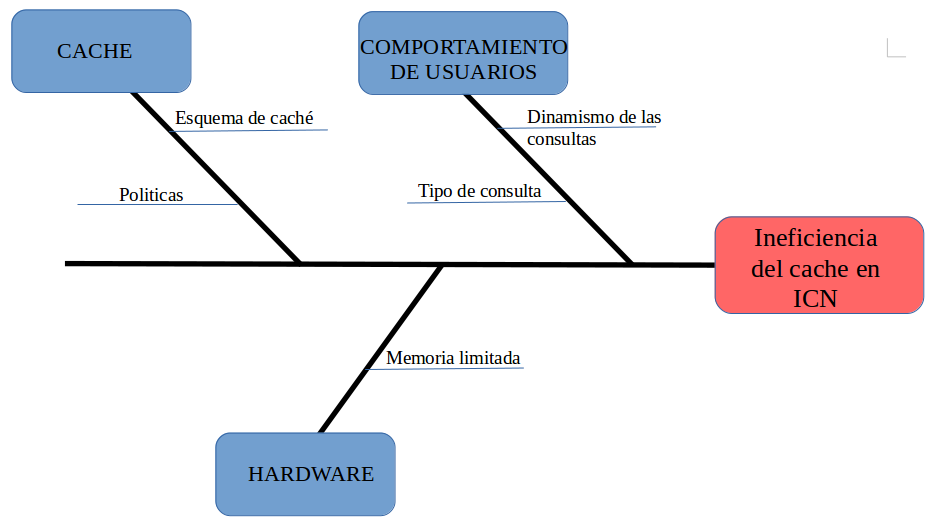 CACHE
COMPORTAMIENTO
DE USUARIOS
Esquema de caché
Dinamismo de las
consultas
Politicas
Tipo de consulta
Ineficiencia
del cache en
ICN
Memoria limitada
HARDWARE